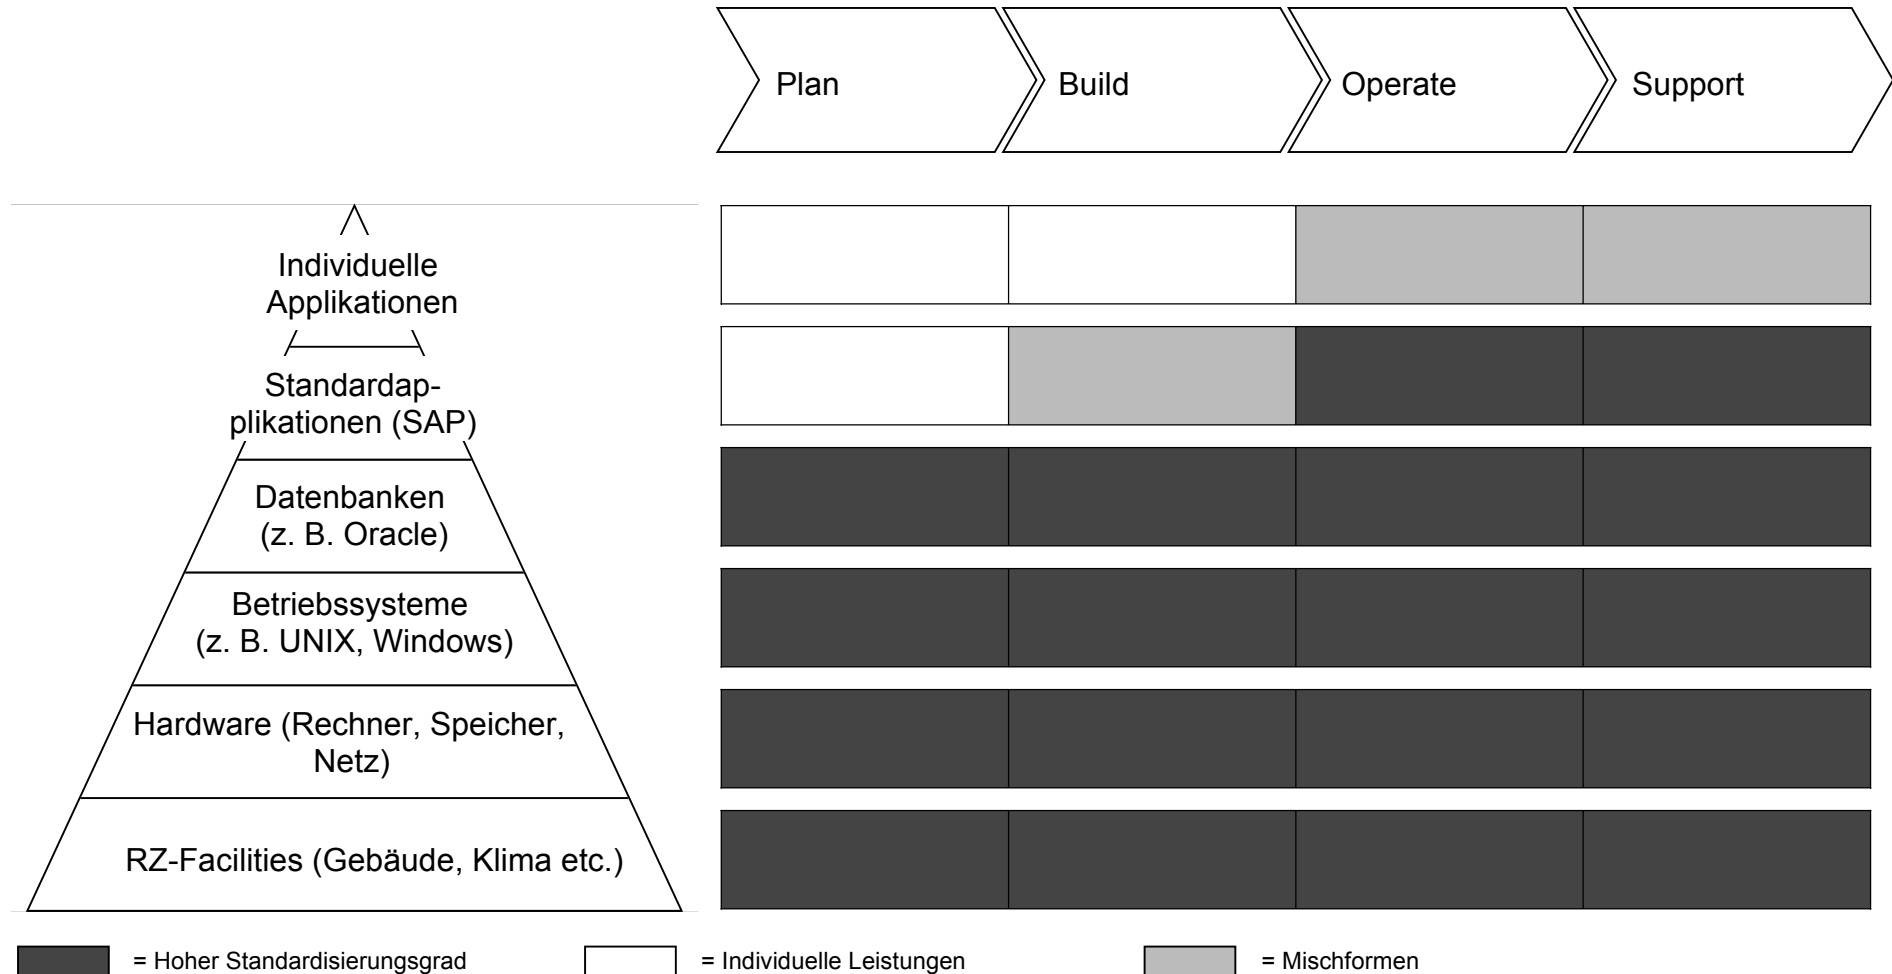 Plan
Build
Operate
Support
Individuelle
Applikationen
Standardap-
plikationen (SAP)
Datenbanken
(z. B. Oracle)
Betriebssysteme
(z. B. UNIX, Windows)
Hardware (Rechner, Speicher,
Netz)
RZ-Facilities (Gebäude, Klima etc.)
= Hoher Standardisierungsgrad
= Individuelle Leistungen
= Mischformen